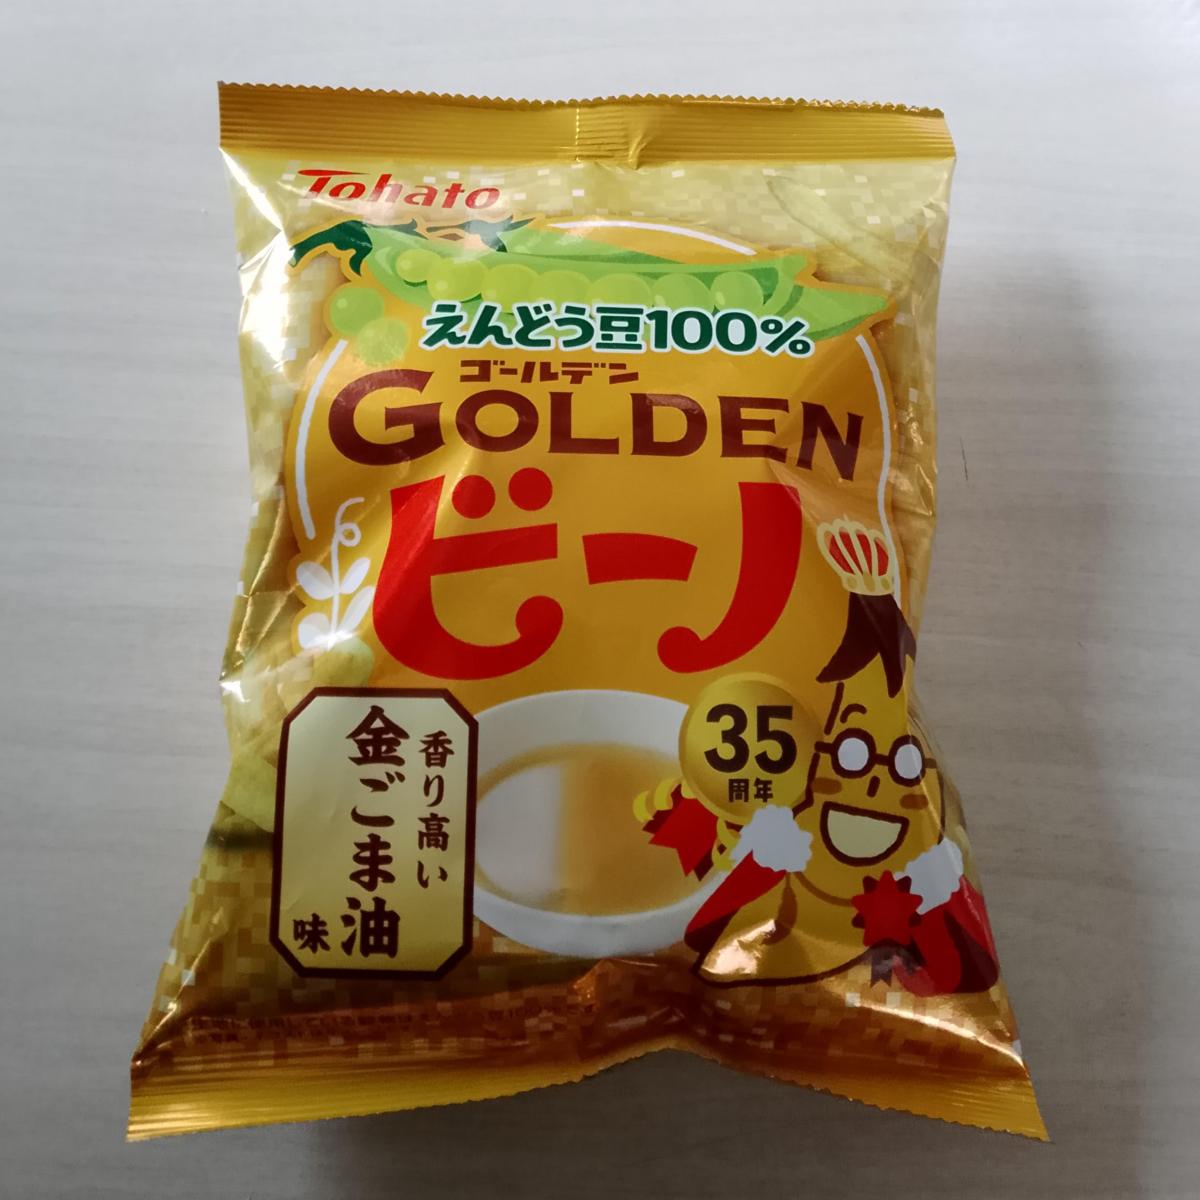 Tohato
えんどう豆100%
ゴールデン
GOLDEN
ビーノ
35
周年
香り高い
金ごま油
味